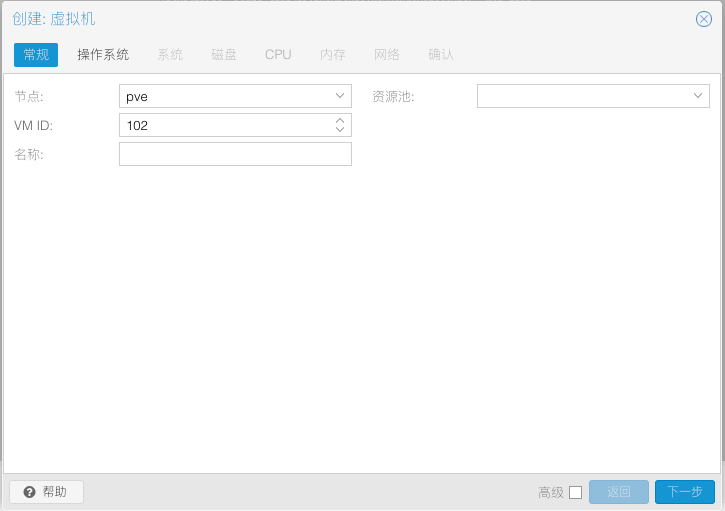 创建: 虚拟机
常规 操作系统 系统 磁盘 CPU 内存 网络 确认
节点: pve 资源池:
VM ID: 102
名称:
帮助 高级 返回 下一步